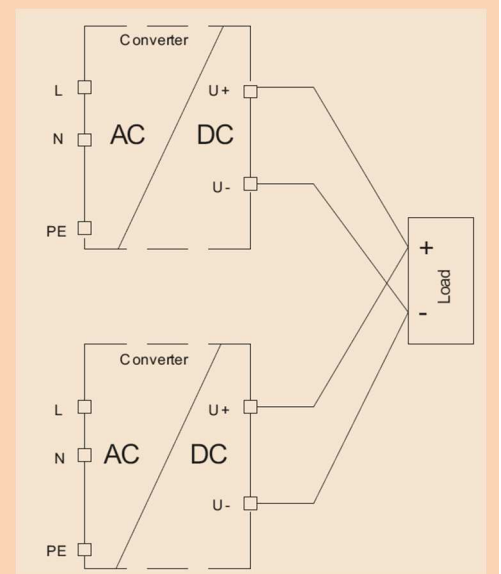 Converter
L
U+
N
AC
DC
U-
PE
+
Load
-
Converter
L
U+
N
AC
DC
U-
PE